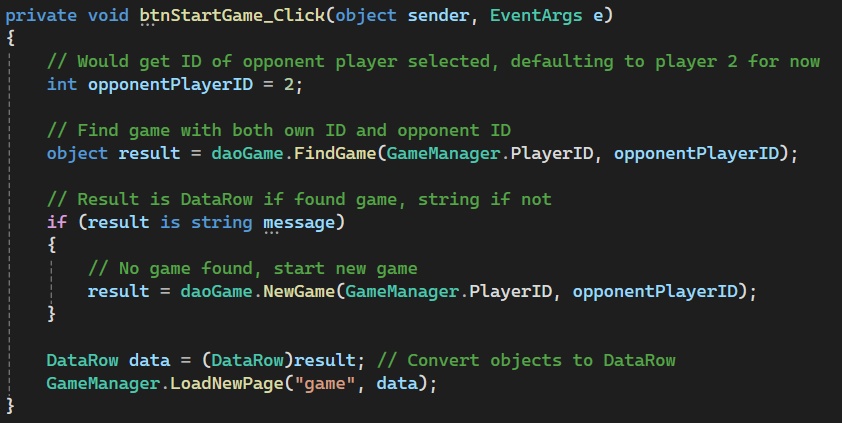 private void btnStartGame_Click(object sender, EventArgs e)
{
    // Would get ID of opponent player selected, defaulting to player 2 for now
    int opponentPlayerID = 2;

    // Find game with both own ID and opponent ID
    object result = daoGame.FindGame(GameManager.PlayerID, opponentPlayerID);

    // Result is DataRow if found game, string if not
    if (result is string message)
    {
        // No game found, start new game
        result = daoGame.NewGame(GameManager.PlayerID, opponentPlayerID);
    }

    DataRow data = (DataRow)result; // Convert objects to DataRow
    GameManager.LoadNewPage("game", data);
}